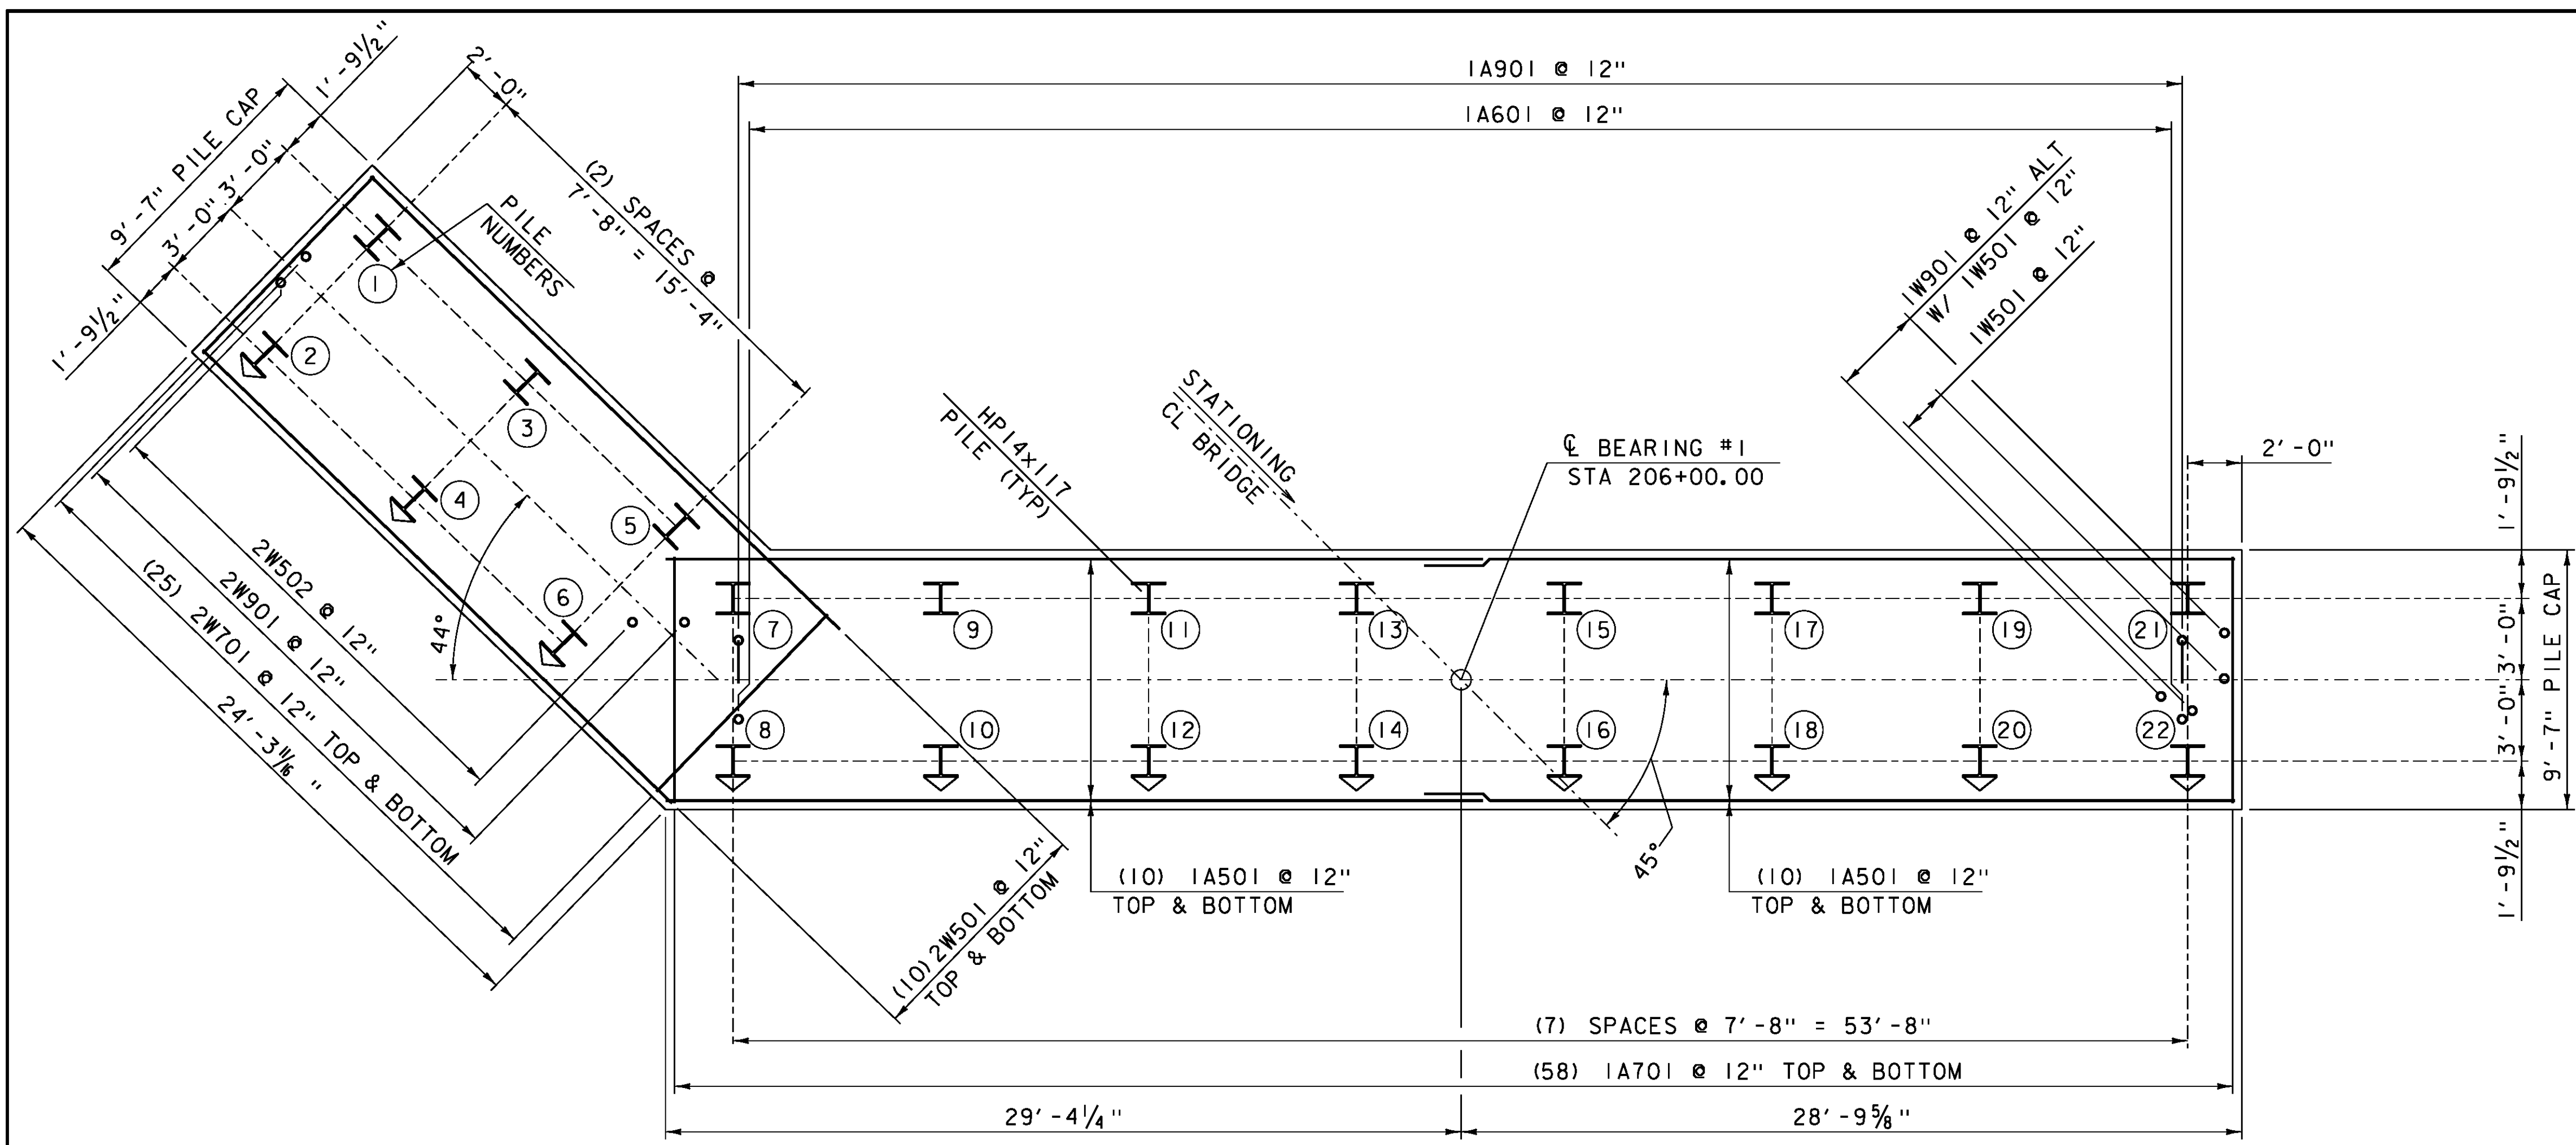 1A901 @ 12"
1A601 @ 12"
1'-9½"
9'-7" PILE CAP
3'-0"
3'-0"
1'-9½"
2'-0"
(2) SPACES @
7'-8" = 15'-4"
PILE
NUMBERS
1
2
3
4
5
6
44°
2W502 @ 12"
2W901 @ 12"
(25) 2W701 @ 12" TOP & BOTTOM
24'-3 11/16"
(10) 2W501 @ 12"
TOP & BOTTOM
HP14x117
PILE (TYP)
STATIONING
CL BRIDGE
℄ BEARING #1
STA 206+00.00
1W901 @ 12" ALT
W/ 1W501 @ 12"
1W501 @ 12"
2'-0"
1'-9½"
3'-0"
3'-0"
9'-7" PILE CAP
1'-9½"
7
9
11
13
15
17
19
21
8
10
12
14
16
18
20
22
45°
(10) 1A501 @ 12"
TOP & BOTTOM
(10) 1A501 @ 12"
TOP & BOTTOM
(7) SPACES @ 7'-8" = 53'-8"
(58) 1A701 @ 12" TOP & BOTTOM
29'-4¼"
28'-9⅝"